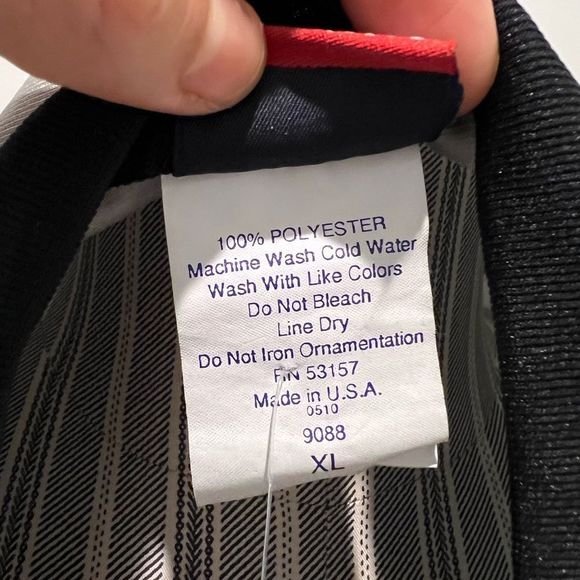 100% POLYESTER
Machine Wash Cold Water
Wash With Like Colors
Do Not Bleach
Line Dry
Do Not Iron Ornamentation
RN 53157
Made in U.S.A.
0510
9088
XL